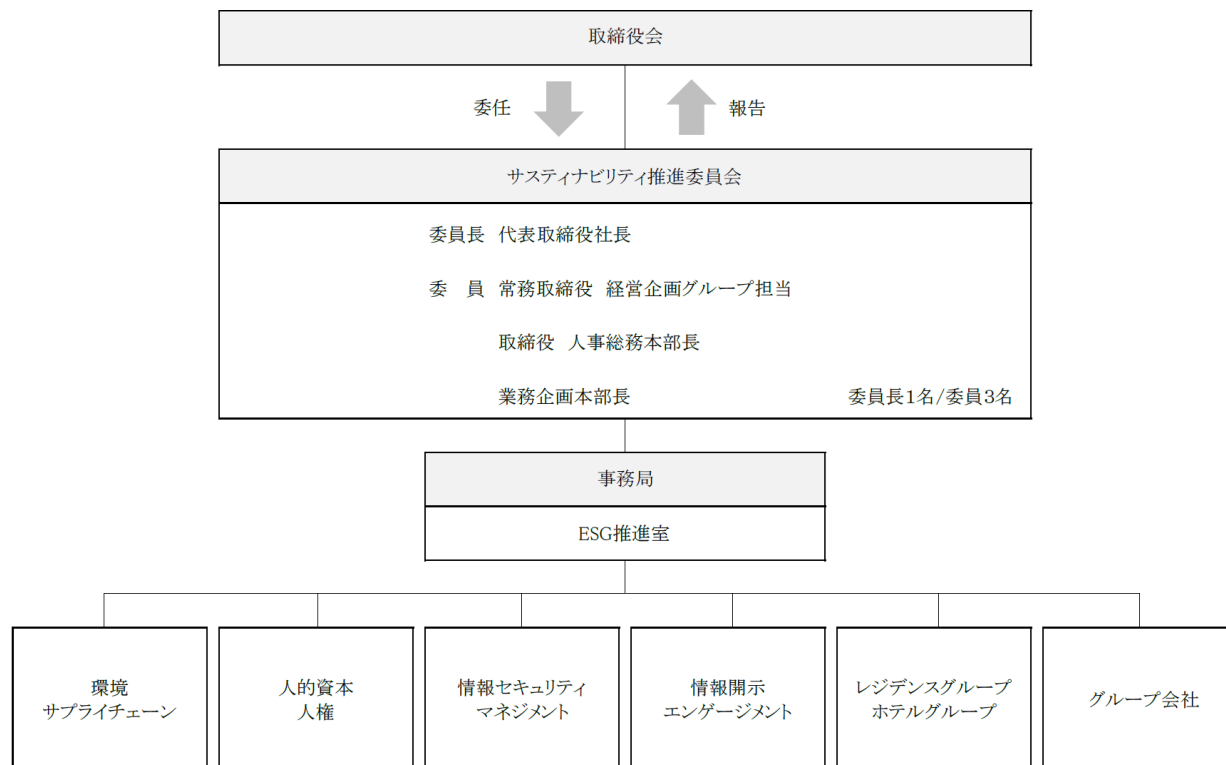 取締役会
委任
報告
サスティナビリティ推進委員会
委員長 代表取締役社長
委　員 常務取締役 経営企画グループ担当
取締役 人事総務本部長
業務企画本部長
委員長1名/委員3名
事務局
ESG推進室
環境
サプライチェーン
人的資本
人権
情報セキュリティ
マネジメント
情報開示
エンゲージメント
レジデンスグループ
ホテルグループ
グループ会社